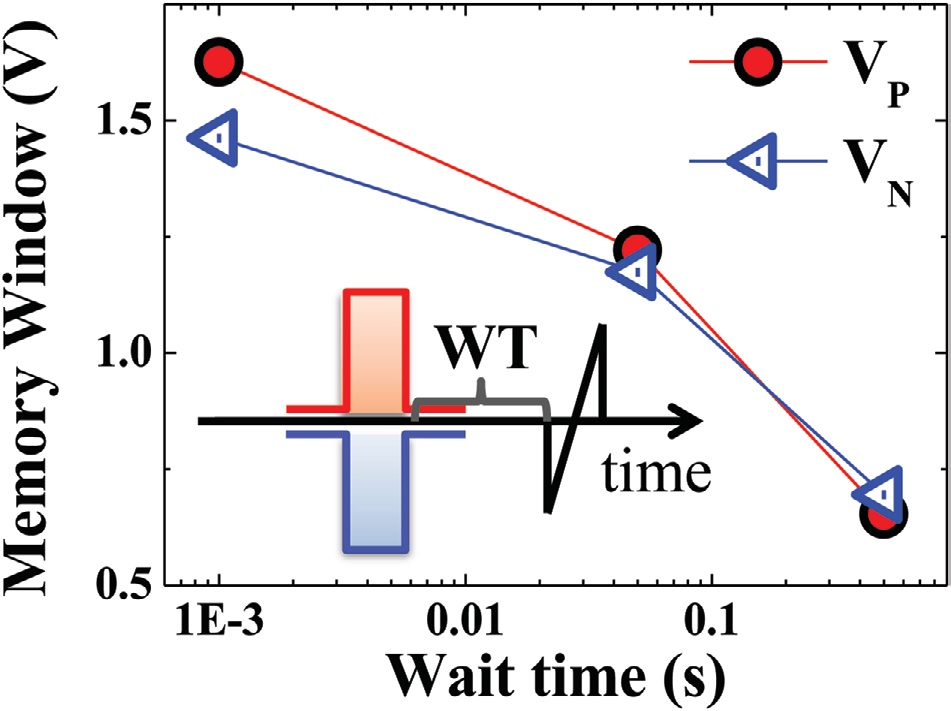 Memory Window (V)
1.5
1.0
0.5
V_P
V_N
WT
time
1E-3
0.01
0.1
Wait time (s)